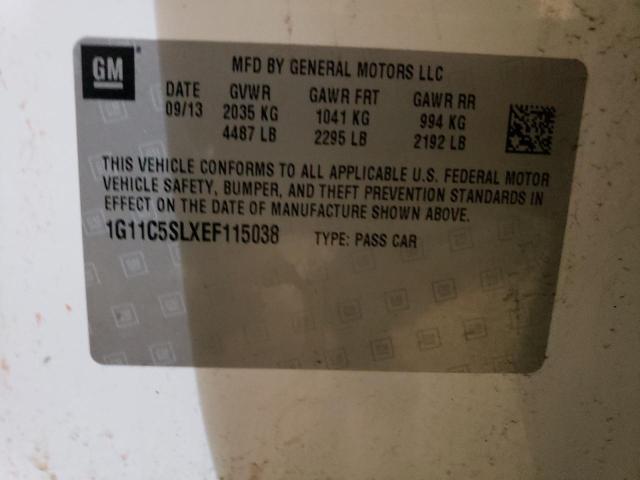 GM
MFD BY GENERAL MOTORS LLC
DATE GVWR GAWR FRT GAWR RR
09/13 2035 KG 1041 KG 994 KG
4487 LB 2295 LB 2192 LB
THIS VEHICLE CONFORMS TO ALL APPLICABLE U.S. FEDERAL MOTOR
VEHICLE SAFETY, BUMPER, AND THEFT PREVENTION STANDARDS IN
EFFECT ON THE DATE OF MANUFACTURE SHOWN ABOVE.
1G11C5SLXEF115038 TYPE: PASS CAR